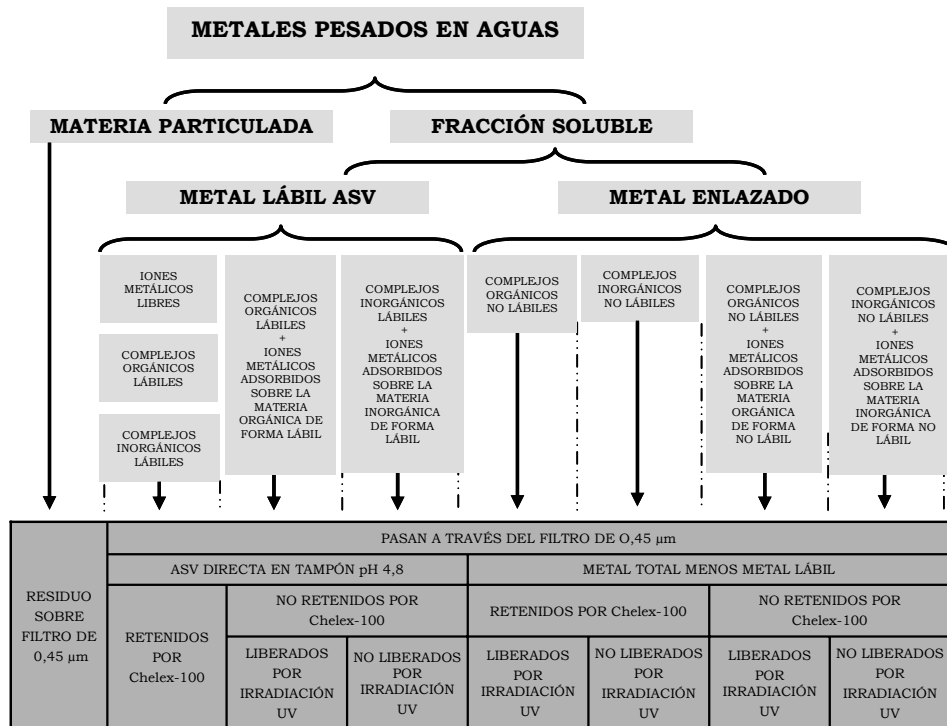 METALES PESADOS EN AGUAS
MATERIA PARTICULADA
FRACCIÓN SOLUBLE
METAL LÁBIL ASV
METAL ENLAZADO
IONES
METÁLICOS
LIBRES
COMPLEJOS
ORGÁNICOS
LÁBILES
COMPLEJOS
INORGÁNICOS
LÁBILES
COMPLEJOS
ORGÁNICOS
LÁBILES
+
IONES
METÁLICOS
ADSORBIDOS
SOBRE LA
MATERIA
ORGÁNICA DE
FORMA LÁBIL
COMPLEJOS
INORGÁNICOS
LÁBILES
+
IONES
METÁLICOS
ADSORBIDOS
SOBRE LA
MATERIA
INORGÁNICA
DE FORMA
LÁBIL
COMPLEJOS
ORGÁNICOS
NO LÁBILES
COMPLEJOS
INORGÁNICOS
NO LÁBILES
COMPLEJOS
ORGÁNICOS
NO LÁBILES
+
IONES
METÁLICOS
ADSORBIDOS
SOBRE LA
MATERIA
ORGÁNICA
DE FORMA
NO LÁBIL
COMPLEJOS
INORGÁNICOS
NO LÁBILES
+
IONES
METÁLICOS
ADSORBIDOS
SOBRE LA
MATERIA
INORGÁNICA
DE FORMA NO
LÁBIL
RESIDUO
SOBRE
FILTRO DE
0,45 µm
PASAN A TRAVÉS DEL FILTRO DE O,45 µm
ASV DIRECTA EN TAMPÓN pH 4,8
METAL TOTAL MENOS METAL LÁBIL
RETENIDOS
POR
Chelex-100
NO RETENIDOS POR
Chelex-100
RETENIDOS POR Chelex-100
NO RETENIDOS POR
Chelex-100
LIBERADOS
POR
IRRADIACIÓN
UV
NO LIBERADOS
POR
IRRADIACIÓN
UV
LIBERADOS
POR
IRRADIACIÓN
UV
NO LIBERADOS
POR
IRRADIACIÓN
UV
LIBERADOS
POR
IRRADIACIÓN
UV
NO LIBERADOS
POR
IRRADIACIÓN
UV